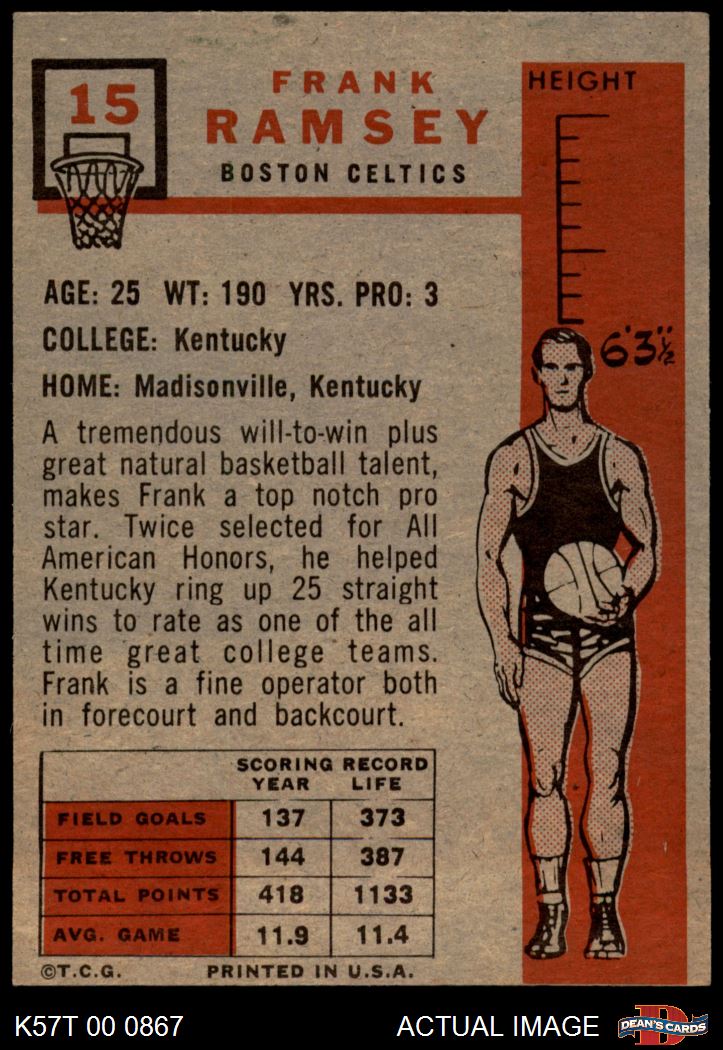 15
FRANK
RAMSEY
BOSTON CELTICS
HEIGHT
6'3"½
AGE: 25 WT: 190 YRS. PRO: 3
COLLEGE: Kentucky
HOME: Madisonville, Kentucky
A tremendous will-to-win plus
great natural basketball talent,
makes Frank a top notch pro
star. Twice selected for All
American Honors, he helped
Kentucky ring up 25 straight
wins to rate as one of the all
time great college teams.
Frank is a fine operator both
in forecourt and backcourt.
SCORING RECORD
YEAR LIFE
FIELD GOALS 137 373
FREE THROWS 144 387
TOTAL POINTS 418 1133
AVG. GAME 11.9 11.4
©T.C.G. PRINTED IN U.S.A.
K57T 00 0867 ACTUAL IMAGE D DEAN'S CARDS